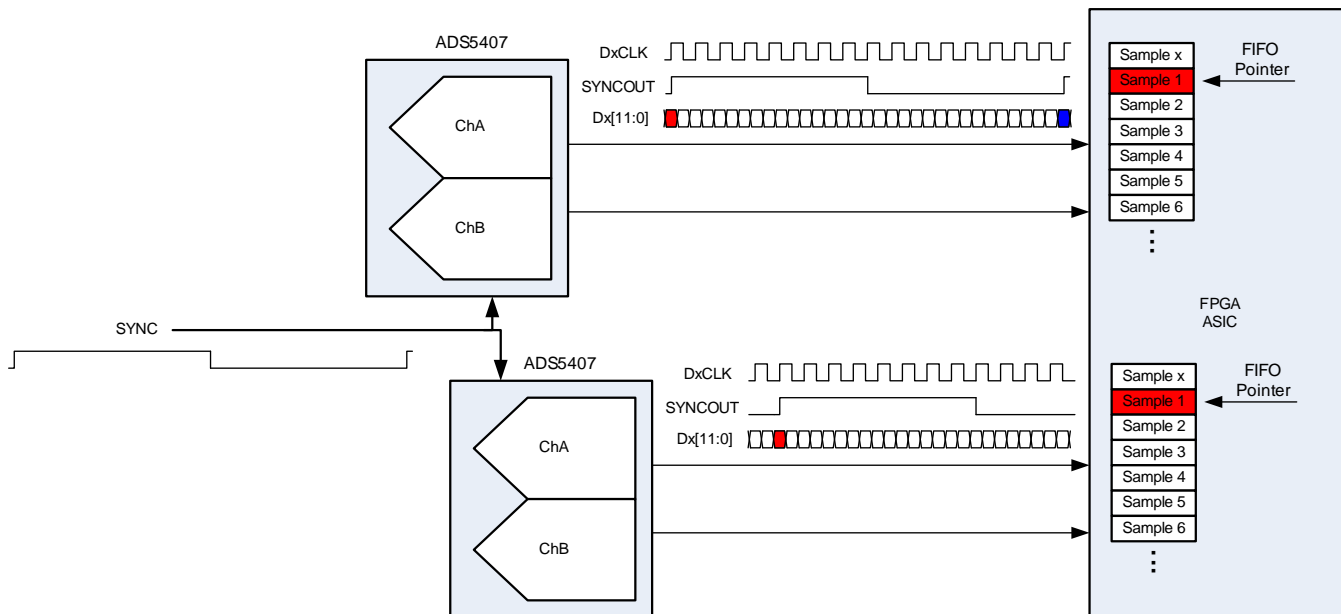 ADS5407
ChA
ChB
DxCLK
SYNCOUT
Dx[11:0]
Sample x
Sample 1
Sample 2
Sample 3
Sample 4
Sample 5
Sample 6
...
FIFO
Pointer
SYNC
FPGA
ASIC
ADS5407
ChA
ChB
DxCLK
SYNCOUT
Dx[11:0]
Sample x
Sample 1
Sample 2
Sample 3
Sample 4
Sample 5
Sample 6
...
FIFO
Pointer